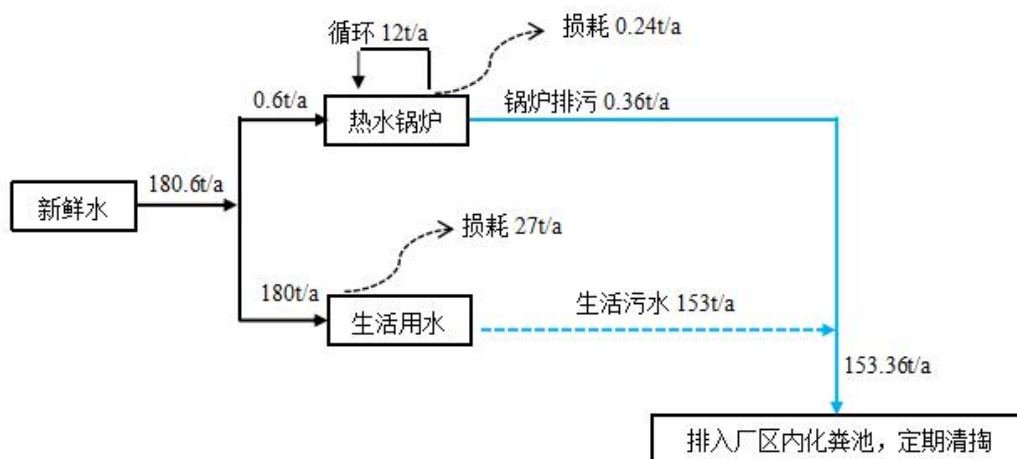 循环 12t/a
损耗 0.24t/a
0.6t/a
热水锅炉
锅炉排污 0.36t/a
新鲜水
180.6t/a
损耗 27t/a
180t/a
生活用水
生活污水 153t/a
153.36t/a
排入厂区内化粪池，定期清掏